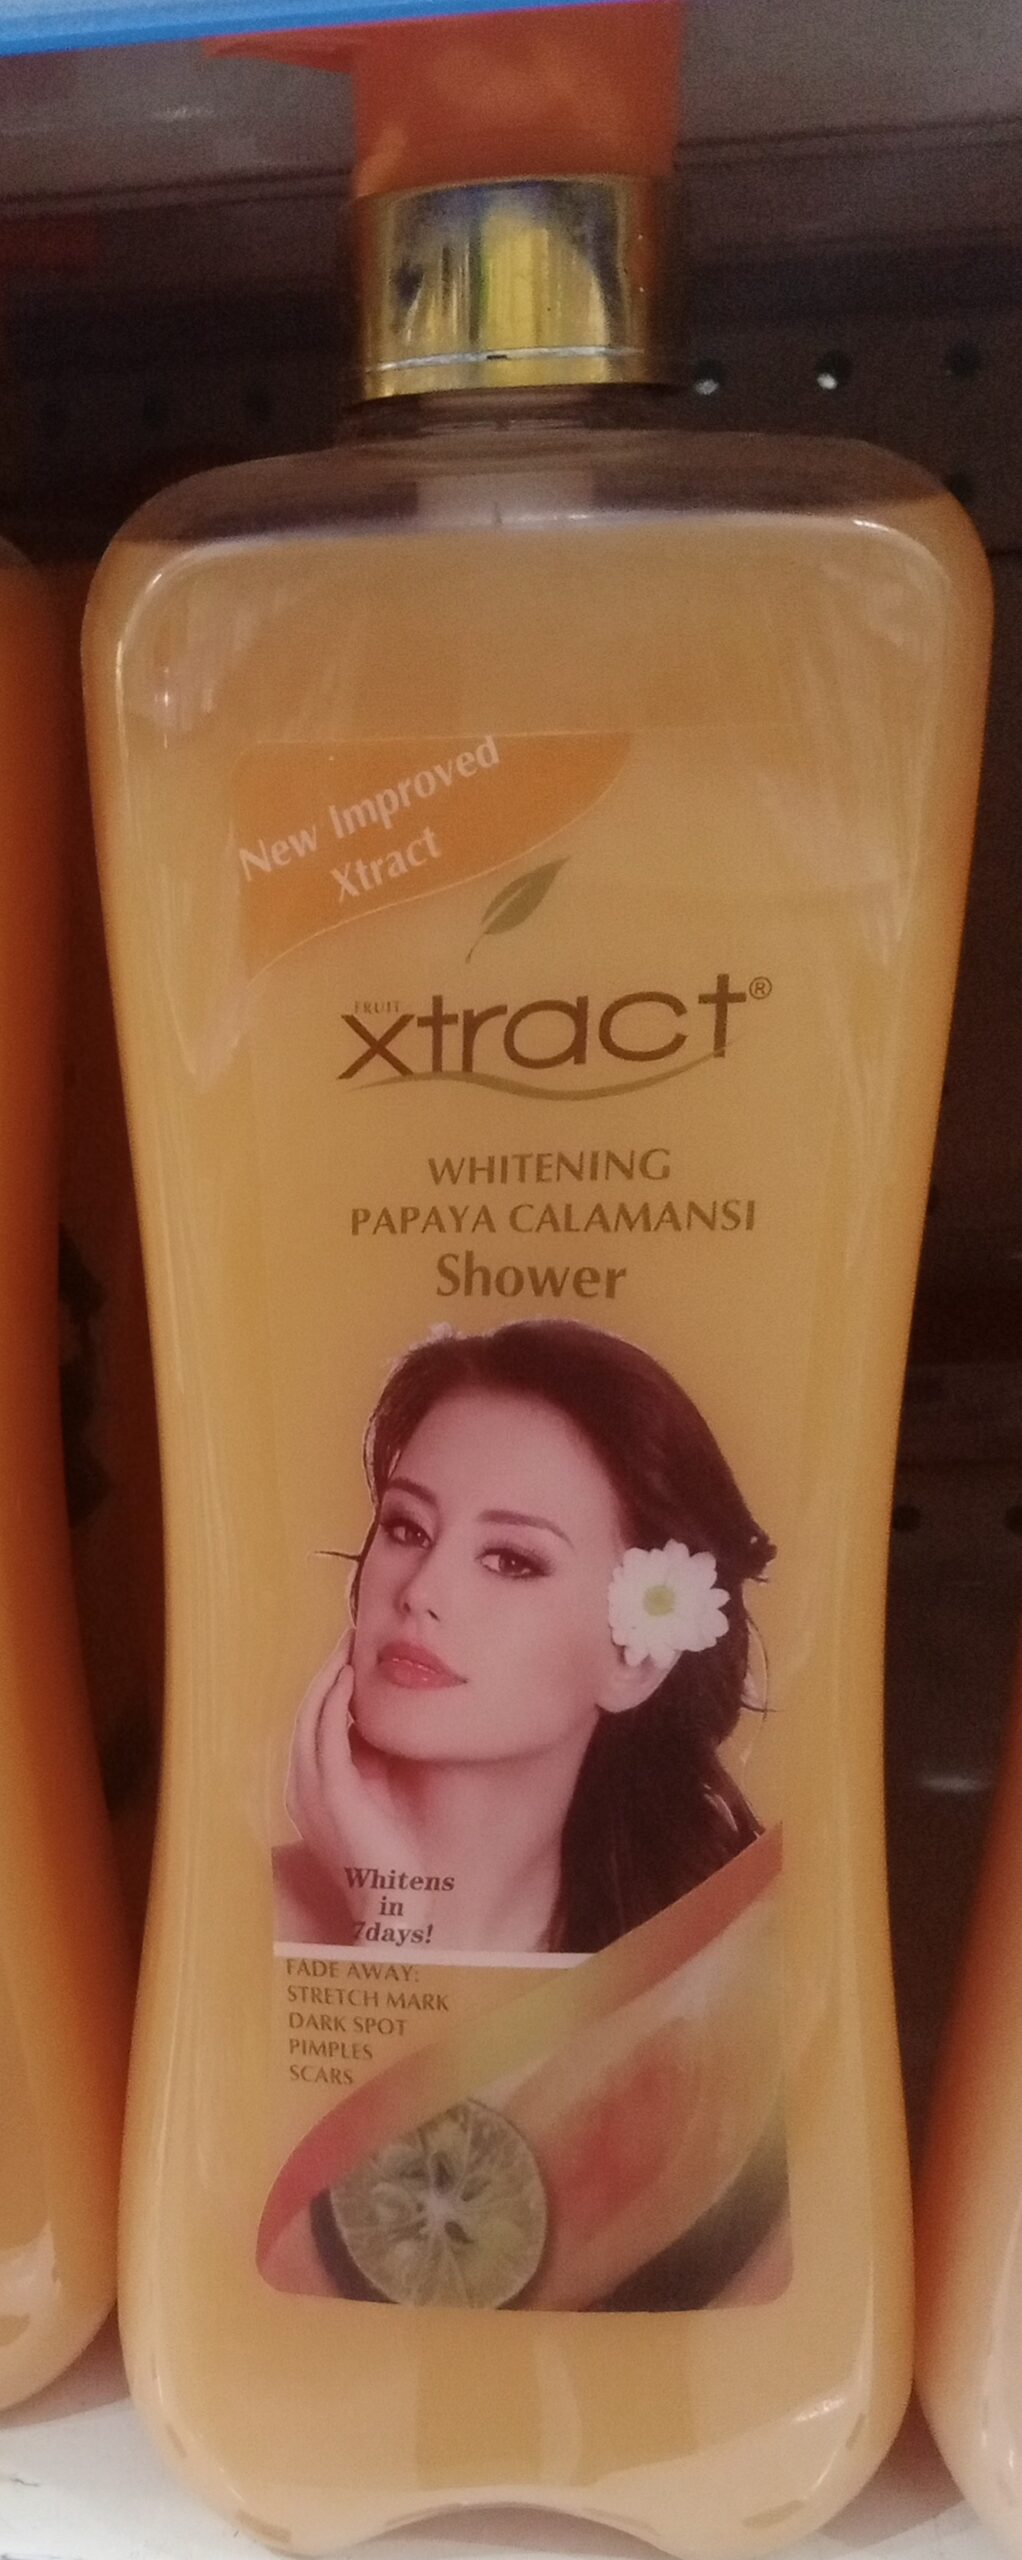 New Improved
Xtract
FRUIT
xtract®
WHITENING
PAPAYA CALAMANSI
Shower
Whitens
in
7days!
FADE AWAY:
STRETCH MARK
DARK SPOT
PIMPLES
SCARS